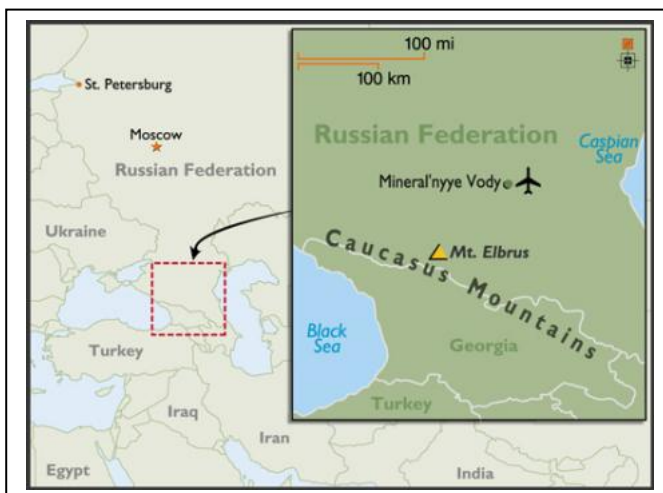 St. Petersburg
Moscow
Russian Federation
Ukraine
Turkey
Iraq
Iran
Egypt
India
100 mi
100 km
Russian Federation
Caspian
Sea
Mineral'nyye Vody
Mt. Elbrus
Caucasus Mountains
Black
Sea
Georgia
Turkey